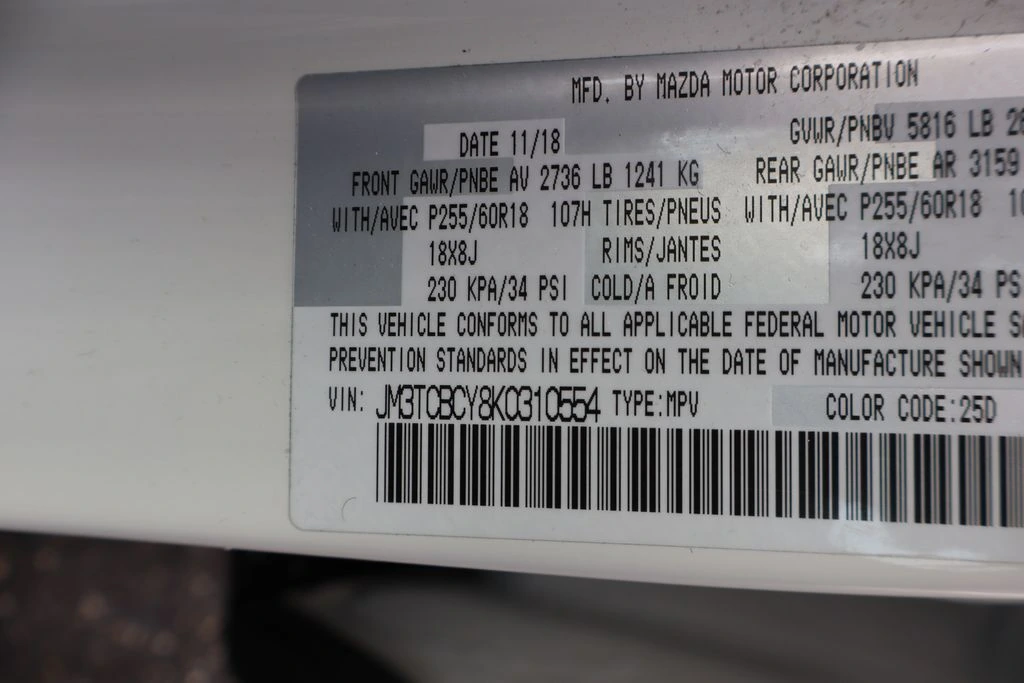 MFD. BY MAZDA MOTOR CORPORATION
DATE 11/18 GVWR/PNBV 5816 LB
FRONT GAWR/PNBE AV 2736 LB 1241 KG REAR GAWR/PNBE AR 3159
WITH/AVEC P255/60R18 107H TIRES/PNEUS WITH/AVEC P255/60R18
18X8J RIMS/JANTES 18X8J
230 KPA/34 PSI COLD/A FROID 230 KPA/34 PS
THIS VEHICLE CONFORMS TO ALL APPLICABLE FEDERAL MOTOR VEHICLE
PREVENTION STANDARDS IN EFFECT ON THE DATE OF MANUFACTURE SHOWN
VIN: JM3TCBCY8K0310554 TYPE:MPV COLOR CODE:25D